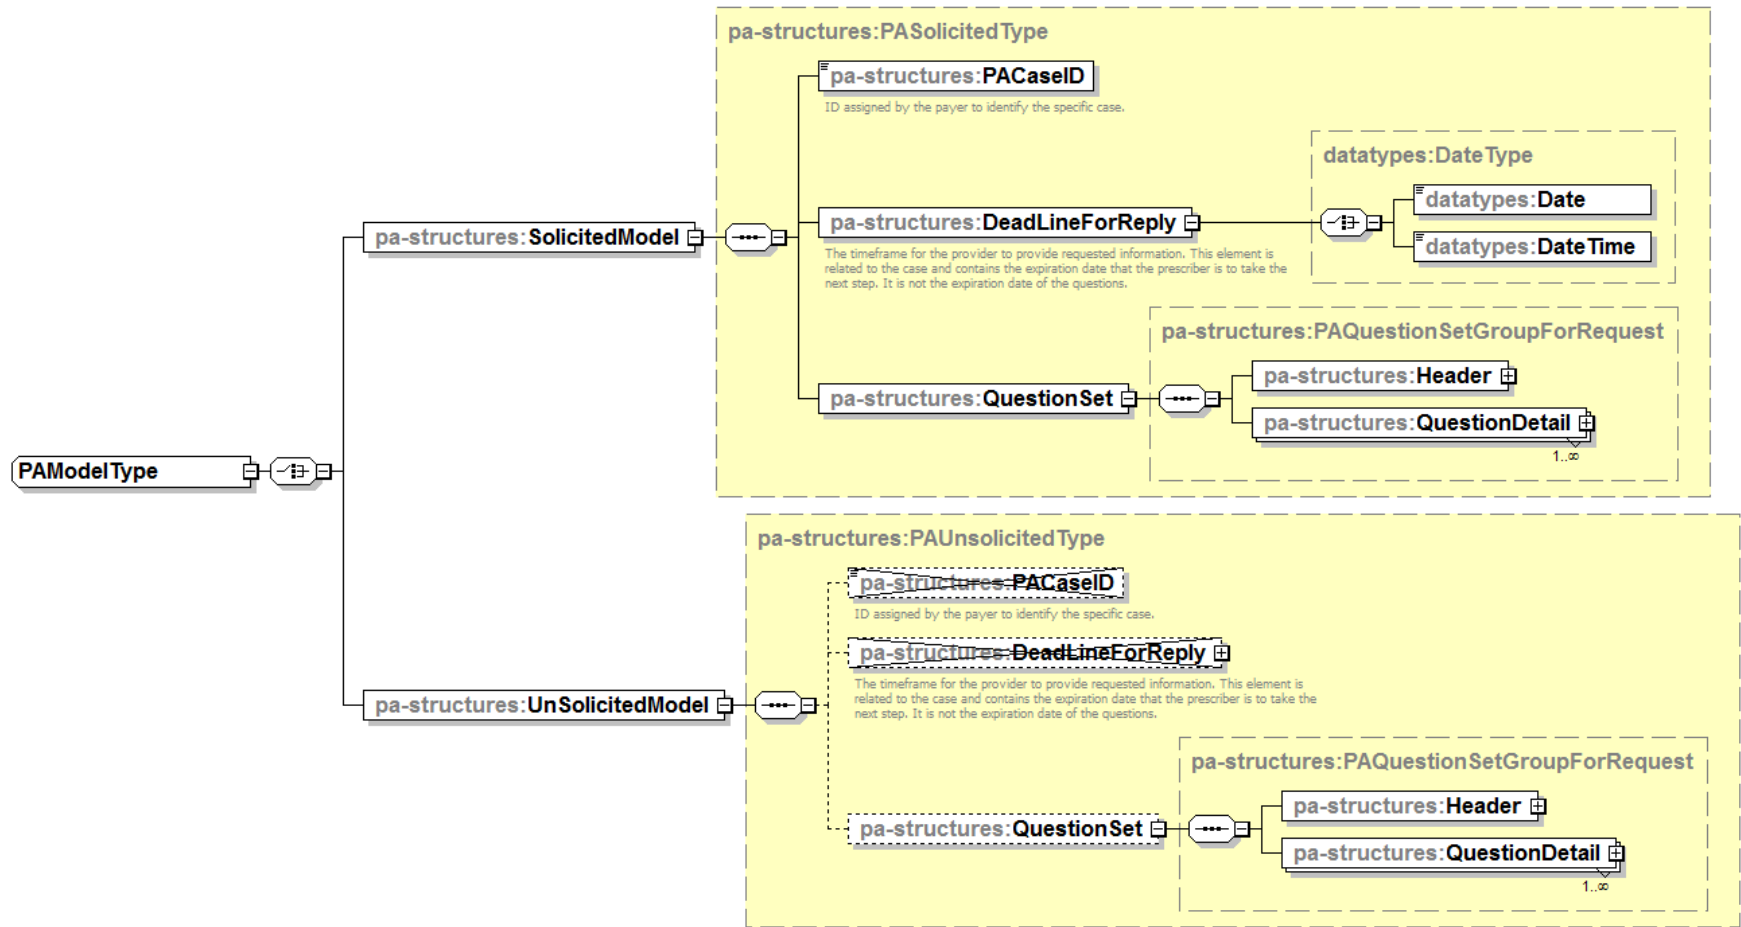 pa-structures:PASolicitedType
pa-structures:PACaseID
ID assigned by the payer to identify the specific case.
datatypes:DateType
datatypes:Date
pa-structures:SolicitedModel
pa-structures:DeadLineForReply
datatypes:DateTime
The timeframe for the provider to provide requested information. This element is
related to the case and contains the expiration date that the prescriber is to take the
next step. It is not the expiration date of the questions.
pa-structures:PAQuestionSetGroupForRequest
pa-structures:Header
pa-structures:QuestionSet
pa-structures:QuestionDetail
1..∞
PAModelType
pa-structures:PAUnsolicitedType
pa-structures:PACaseID
ID assigned by the payer to identify the specific case.
pa-structures:DeadLineForReply
The timeframe for the provider to provide requested information. This element is
related to the case and contains the expiration date that the prescriber is to take the
next step. It is not the expiration date of the questions.
pa-structures:UnSolicitedModel
pa-structures:PAQuestionSetGroupForRequest
pa-structures:Header
pa-structures:QuestionSet
pa-structures:QuestionDetail
1..∞